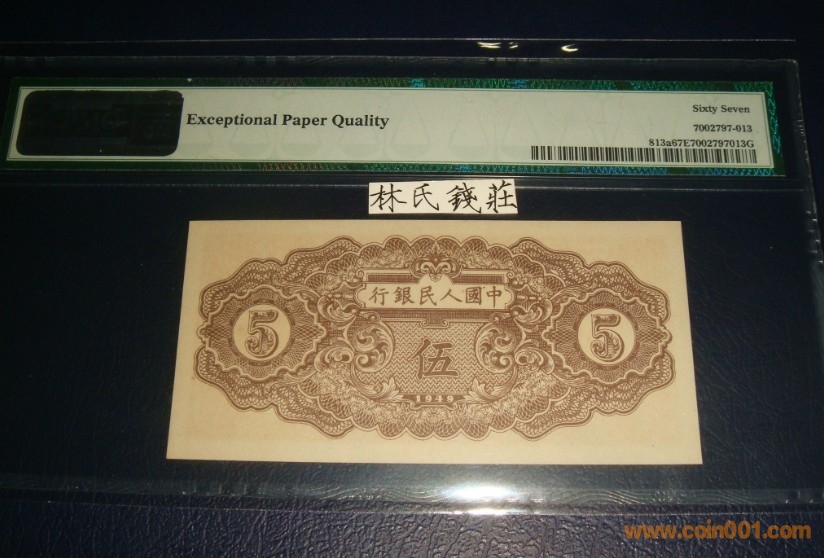 Exceptional Paper Quality
Sixty Seven
7002797-013
813a67E7002797013G
林氏錢莊
行銀民人國中
5
伍
5
1949
www.coin001.com